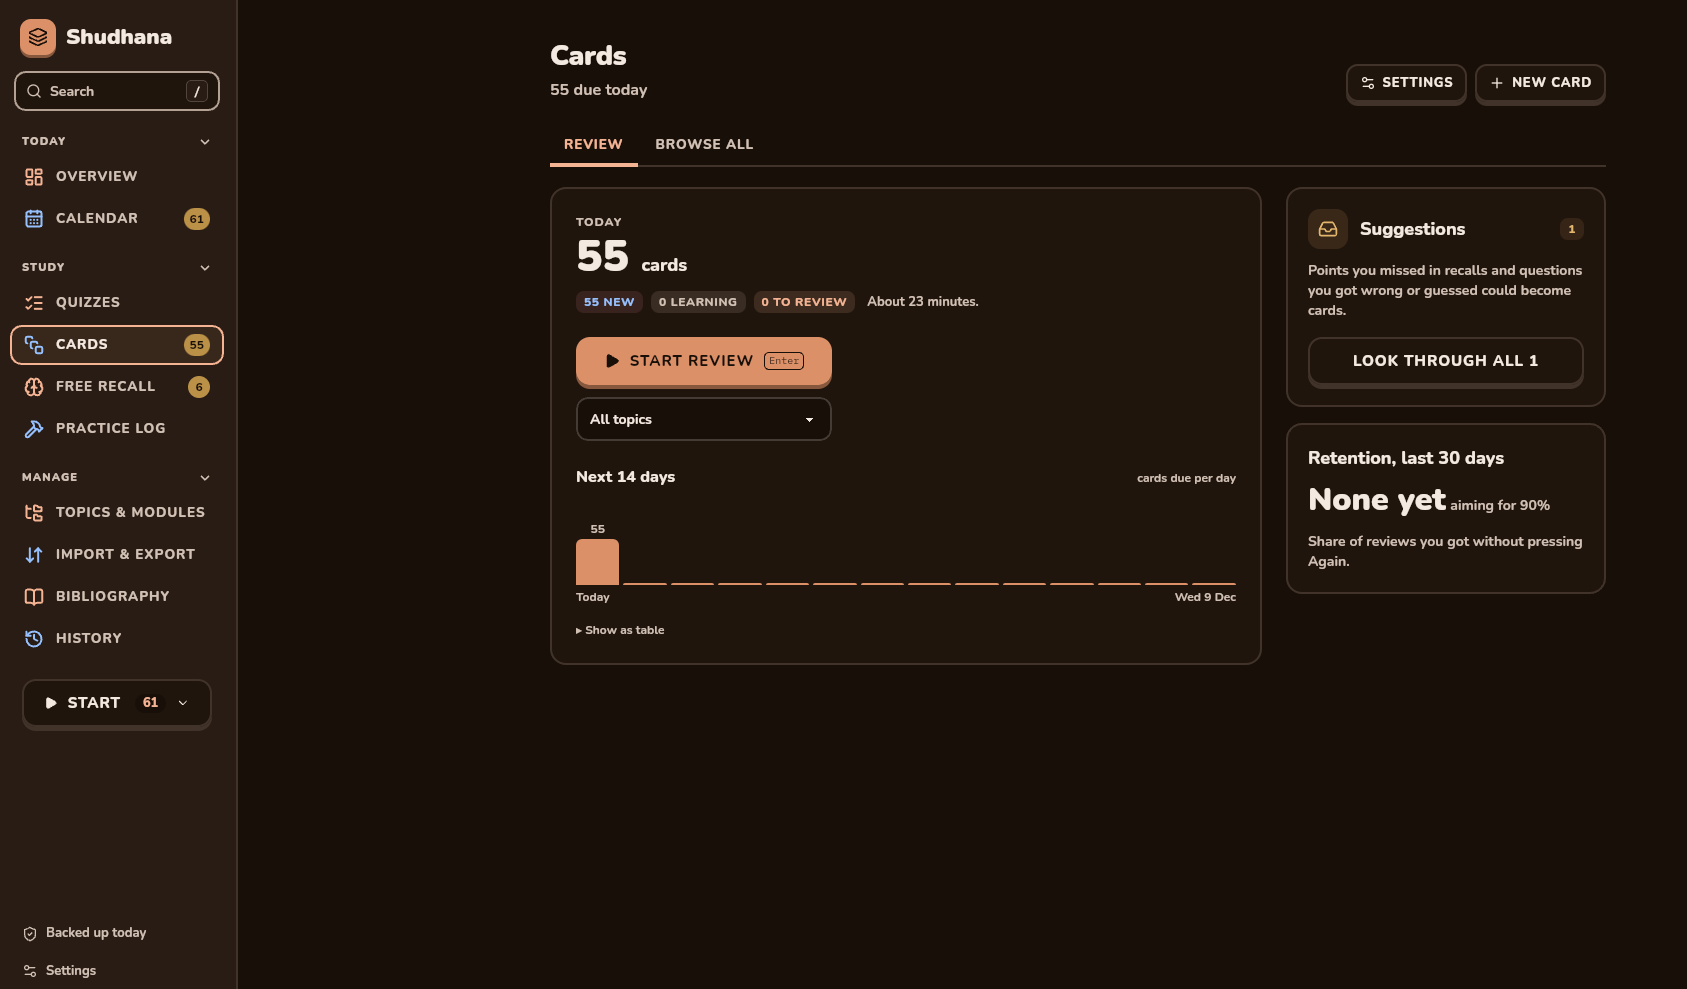 Shudhana
Search /
TODAY
OVERVIEW
CALENDAR 61
STUDY
QUIZZES
CARDS 55
FREE RECALL 6
PRACTICE LOG
MANAGE
TOPICS & MODULES
IMPORT & EXPORT
BIBLIOGRAPHY
HISTORY
START 61
Backed up today
Settings
Cards
55 due today
SETTINGS
NEW CARD
REVIEW BROWSE ALL
TODAY
55 cards
55 NEW 0 LEARNING 0 TO REVIEW About 23 minutes.
START REVIEW Enter
All topics
Next 14 days cards due per day
55
Today Wed 9 Dec
Show as table
Suggestions 1
Points you missed in recalls and questions
you got wrong or guessed could become
cards.
LOOK THROUGH ALL 1
Retention, last 30 days
None yet aiming for 90%
Share of reviews you got without pressing
Again.